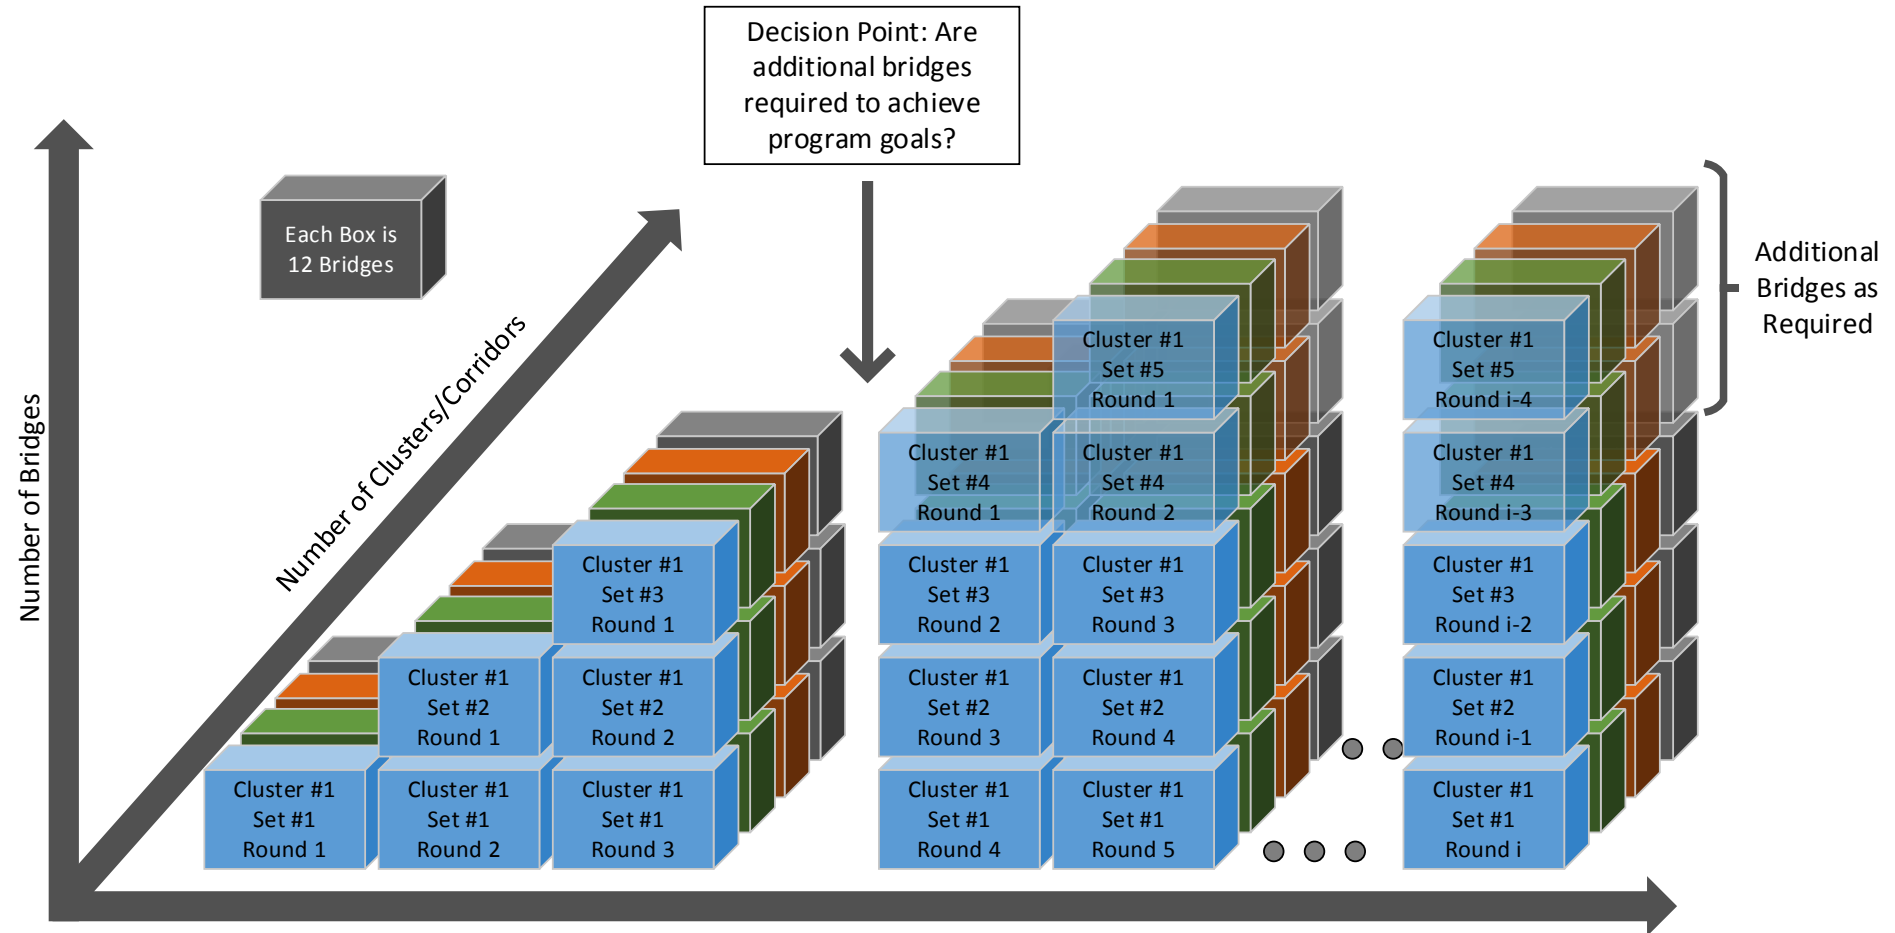 Decision Point: Are
additional bridges
required to achieve
program goals?
Each Box is
12 Bridges
Number of Bridges
Number of Clusters/Corridors
Additional
Bridges as
Required
Cluster #1
Set #1
Round 1
Cluster #1
Set #2
Round 1
Cluster #1
Set #1
Round 2
Cluster #1
Set #3
Round 1
Cluster #1
Set #2
Round 2
Cluster #1
Set #1
Round 3
Cluster #1
Set #4
Round 1
Cluster #1
Set #3
Round 2
Cluster #1
Set #2
Round 3
Cluster #1
Set #1
Round 4
Cluster #1
Set #5
Round 1
Cluster #1
Set #4
Round 2
Cluster #1
Set #3
Round 3
Cluster #1
Set #2
Round 4
Cluster #1
Set #1
Round 5
Cluster #1
Set #5
Round i-4
Cluster #1
Set #4
Round i-3
Cluster #1
Set #3
Round i-2
Cluster #1
Set #2
Round i-1
Cluster #1
Set #1
Round i